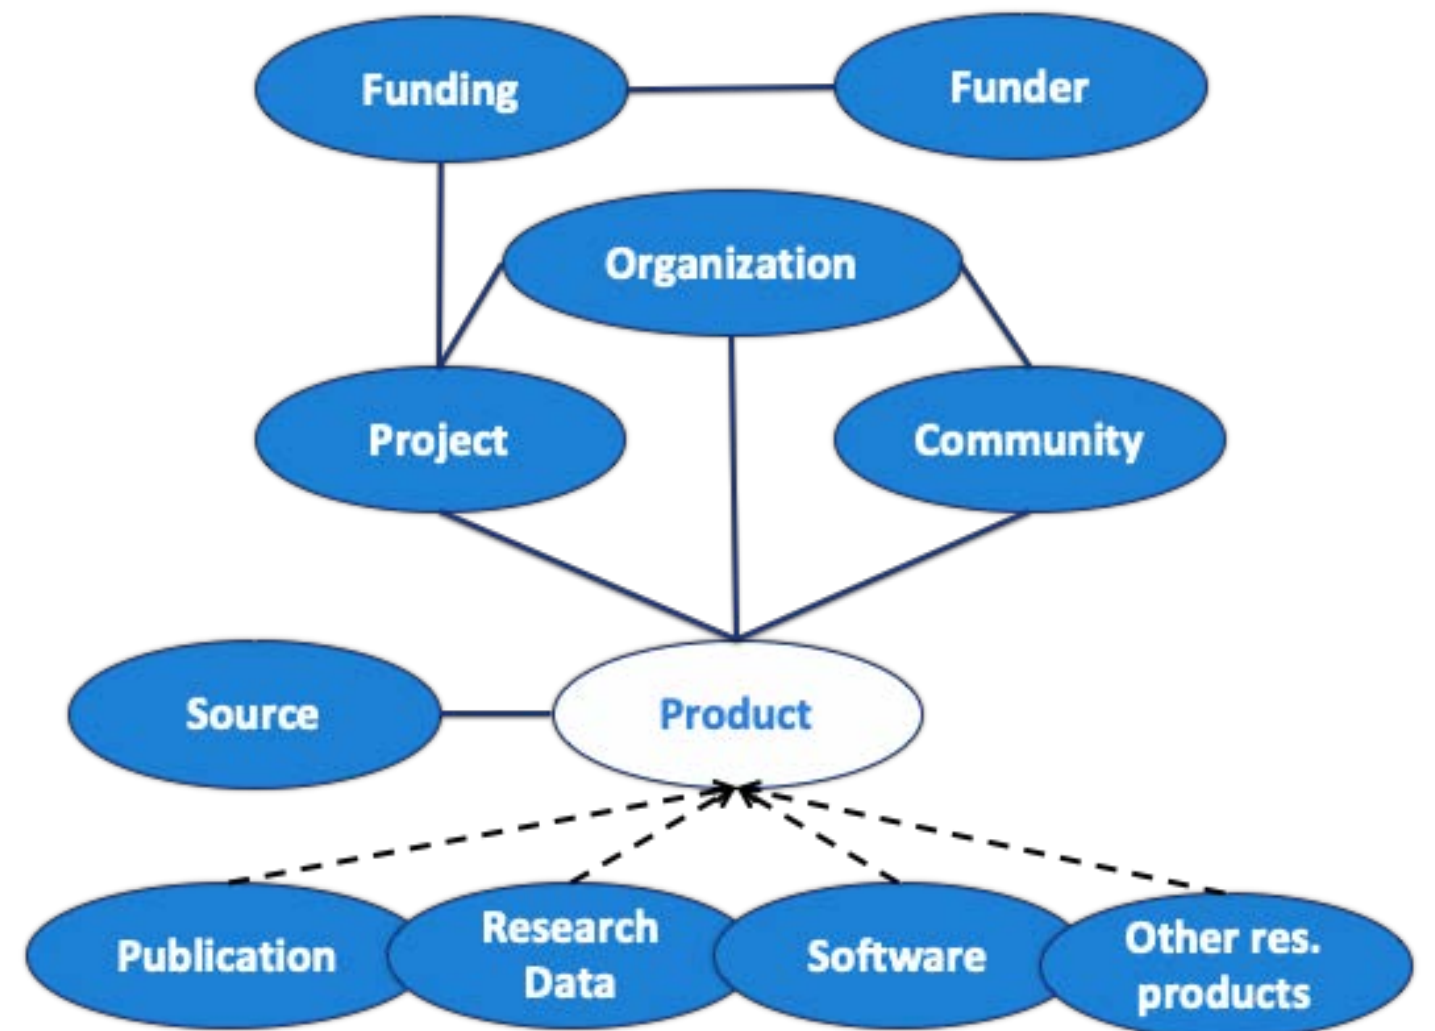 Funding
Funder
Organization
Project
Community
Source
Product
Publication
Research
Data
Software
Other res.
products